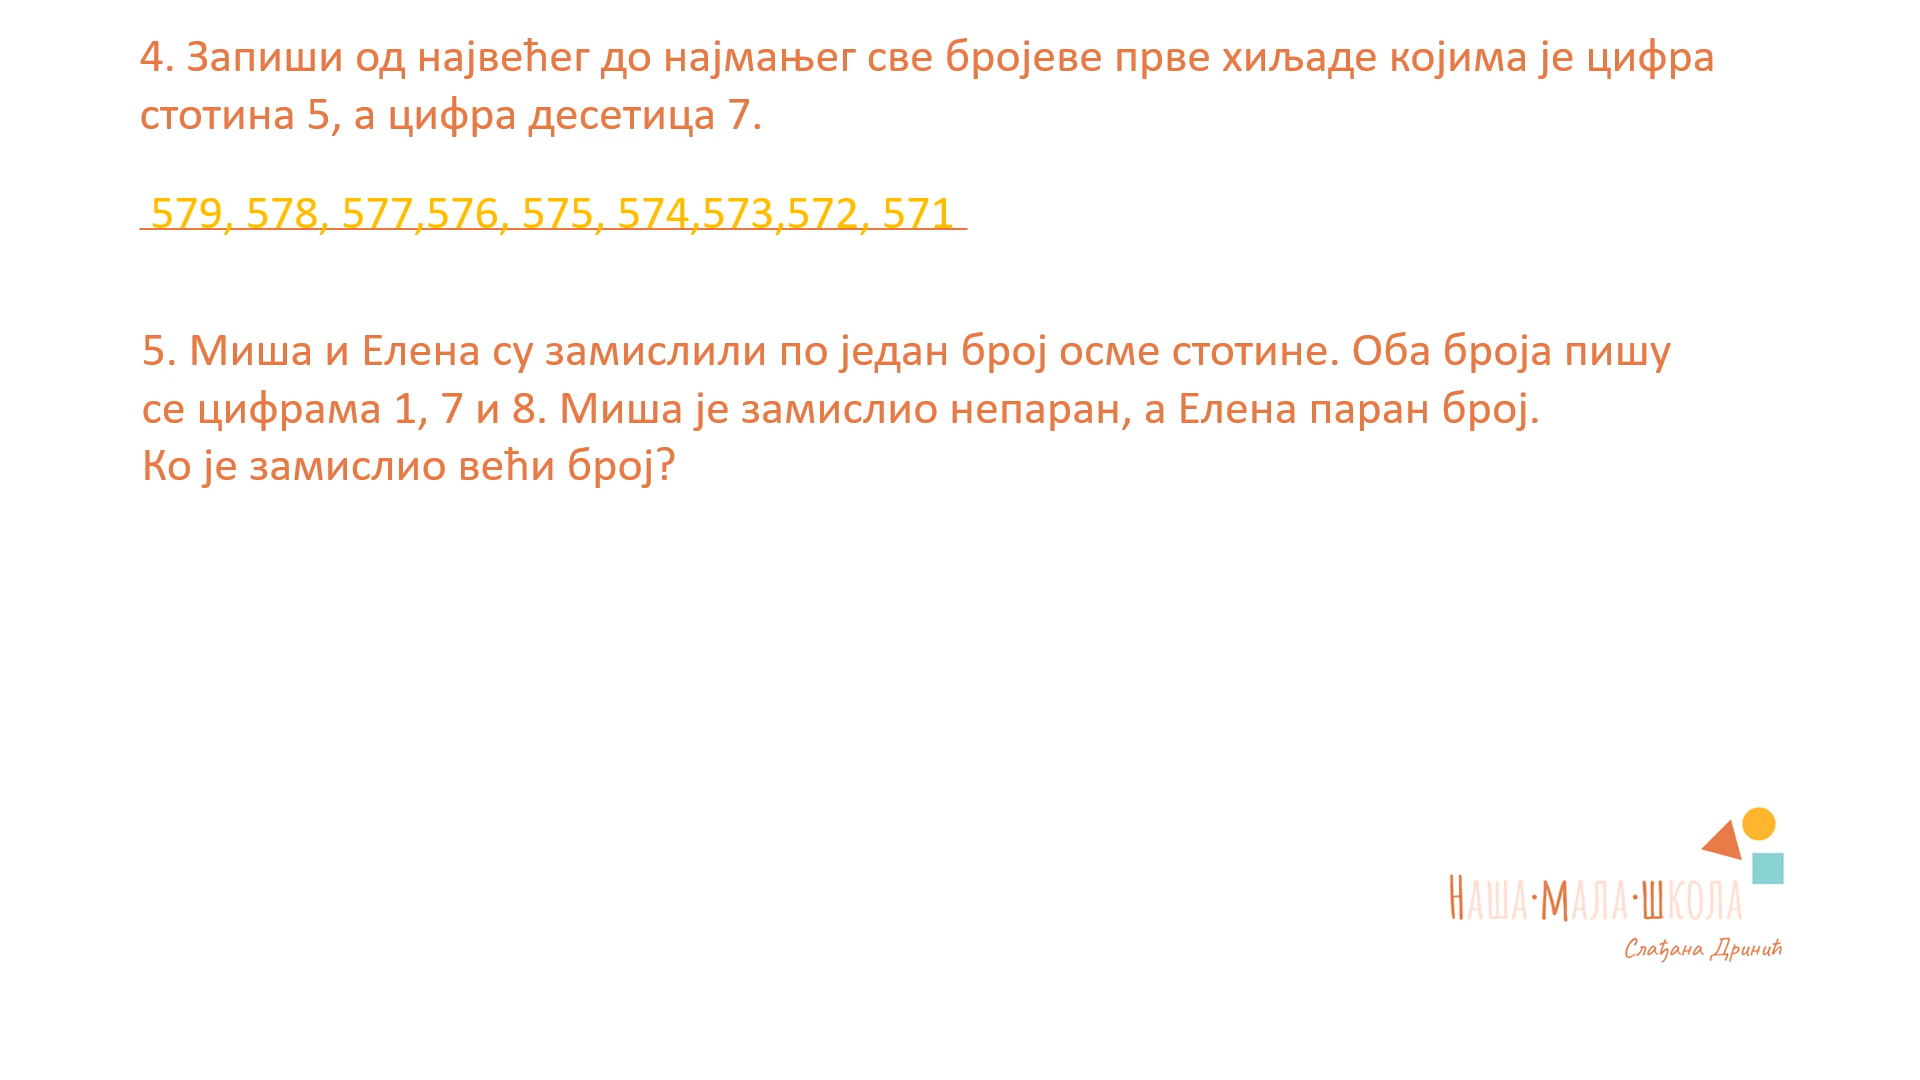 4. Запиши од највећег до најмањег све бројеве прве хиљаде којима је цифра
стотина 5, а цифра десетица 7.
579, 578, 577,576, 575, 574,573,572, 571
5. Миша и Елена су замислили по један број осме стотине. Оба броја пишу
се цифрама 1, 7 и 8. Миша је замислио непаран, а Елена паран број.
Ко је замислио већи број?
НАША·МАЛА·ШКОЛА
Слађана Дринић